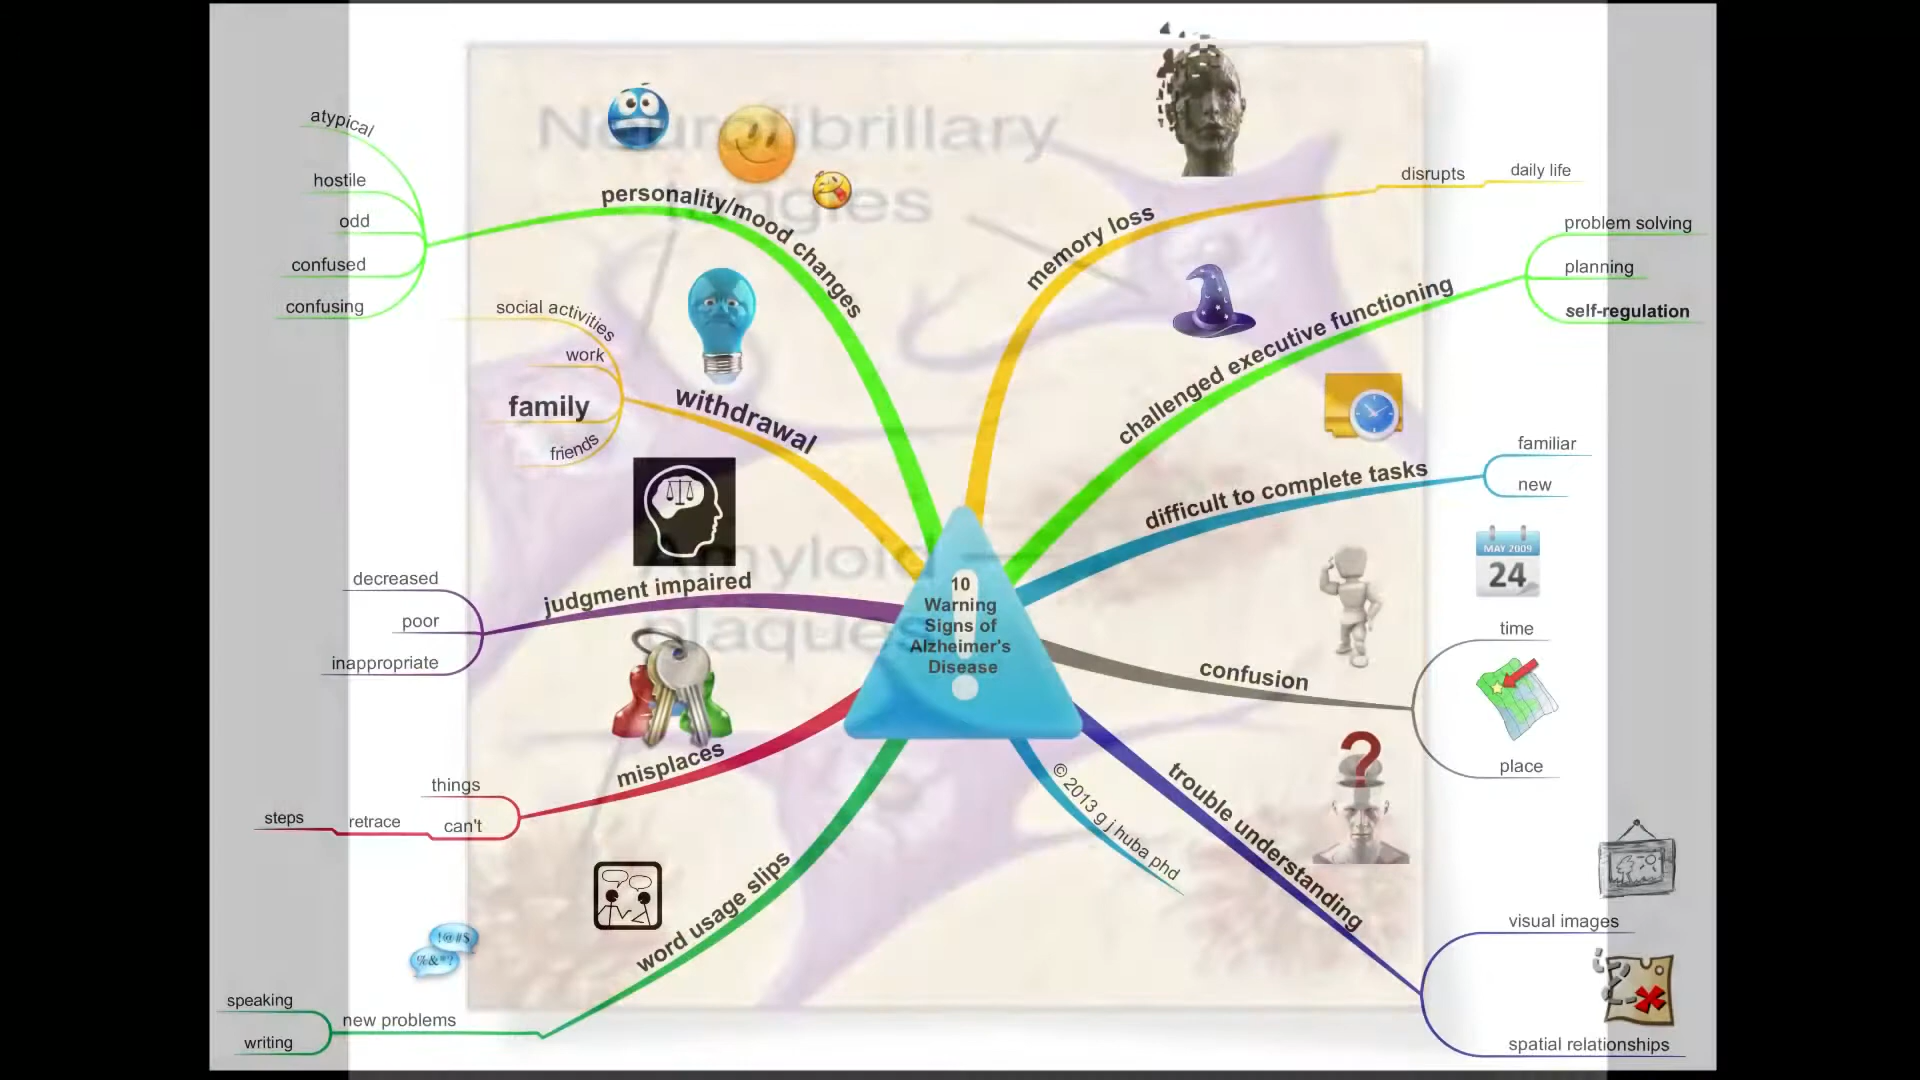 10
Warning
Signs of
Alzheimer's
Disease
memory loss
disrupts
daily life
challenged executive functioning
problem solving
planning
self-regulation
difficult to complete tasks
familiar
new
MAY 2009
24
confusion
time
place
trouble understanding
visual images
spatial relationships
© 2013 g j huba phd
word usage slips
new problems
speaking
writing
!@#$
%&*?
misplaces
things
can't
retrace
steps
judgment impaired
decreased
poor
inappropriate
withdrawal
social activities
work
family
friends
personality/mood changes
atypical
hostile
odd
confused
confusing
Neurofibrillary
tangles
Amyloid
plaques